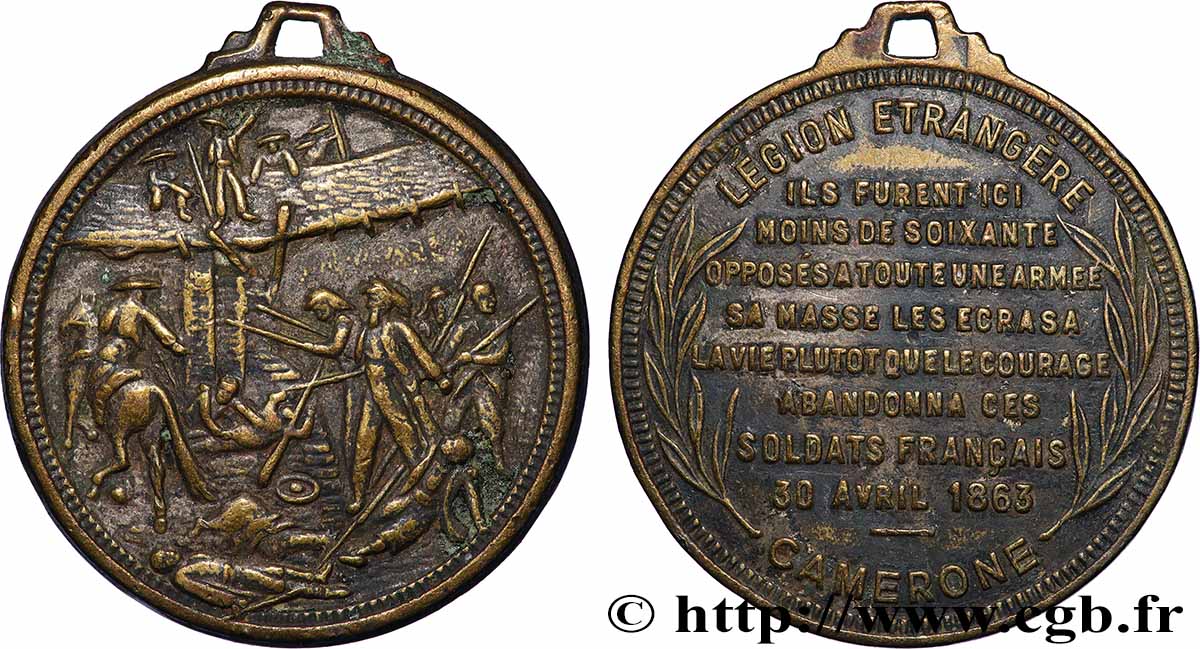 LÉGION ETRANGÈRE
ILS FURENT ICI
MOINS DE SOIXANTE
OPPOSÉS A TOUTE UNE ARMEE
SA MASSE LES ECRASA
LA VIE PLUTOT QUE LE COURAGE
ABANDONNA CES
SOLDATS FRANÇAIS
30 AVRIL 1863
CAMERONE
© http://www.cgb.fr